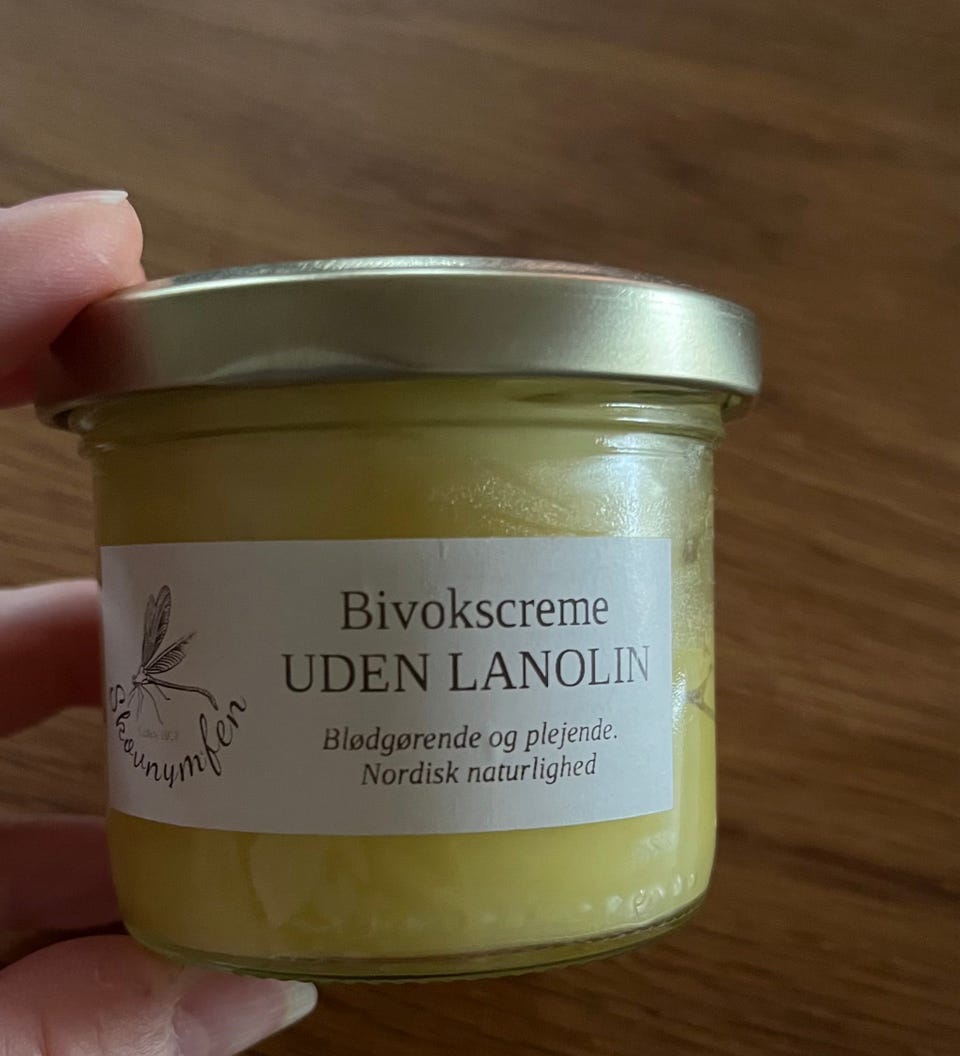 Bivokscreme
UDEN LANOLIN
Blødgørende og plejende.
Nordisk naturlighed
Skovnymfen